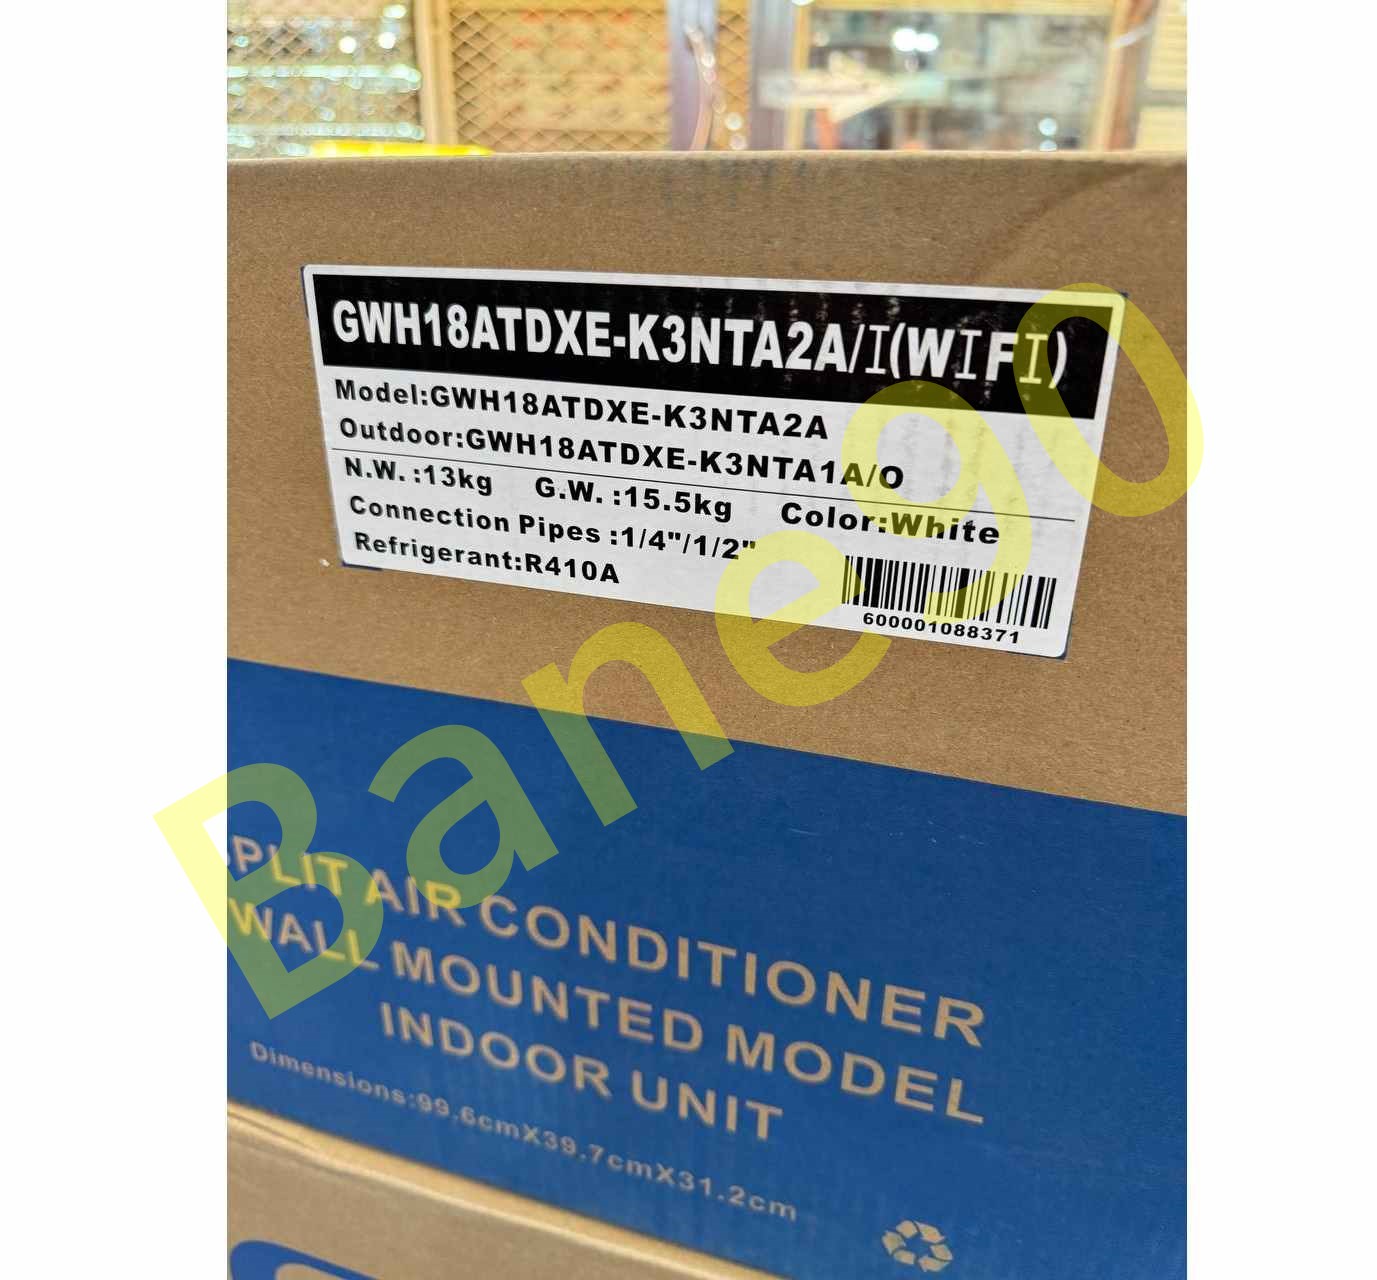 GWH18ATDXE-K3NTA2A/I(WIFI)
Model:GWH18ATDXE-K3NTA2A
Outdoor:GWH18ATDXE-K3NTA1A/O
N.W. :13kg G.W. :15.5kg Color:White
Connection Pipes :1/4"/1/2"
Refrigerant:R410A
600001088371
Bane90
SPLIT AIR CONDITIONER
WALL MOUNTED MODEL
INDOOR UNIT
Dimensions:99.6cmX39.7cmX31.2cm